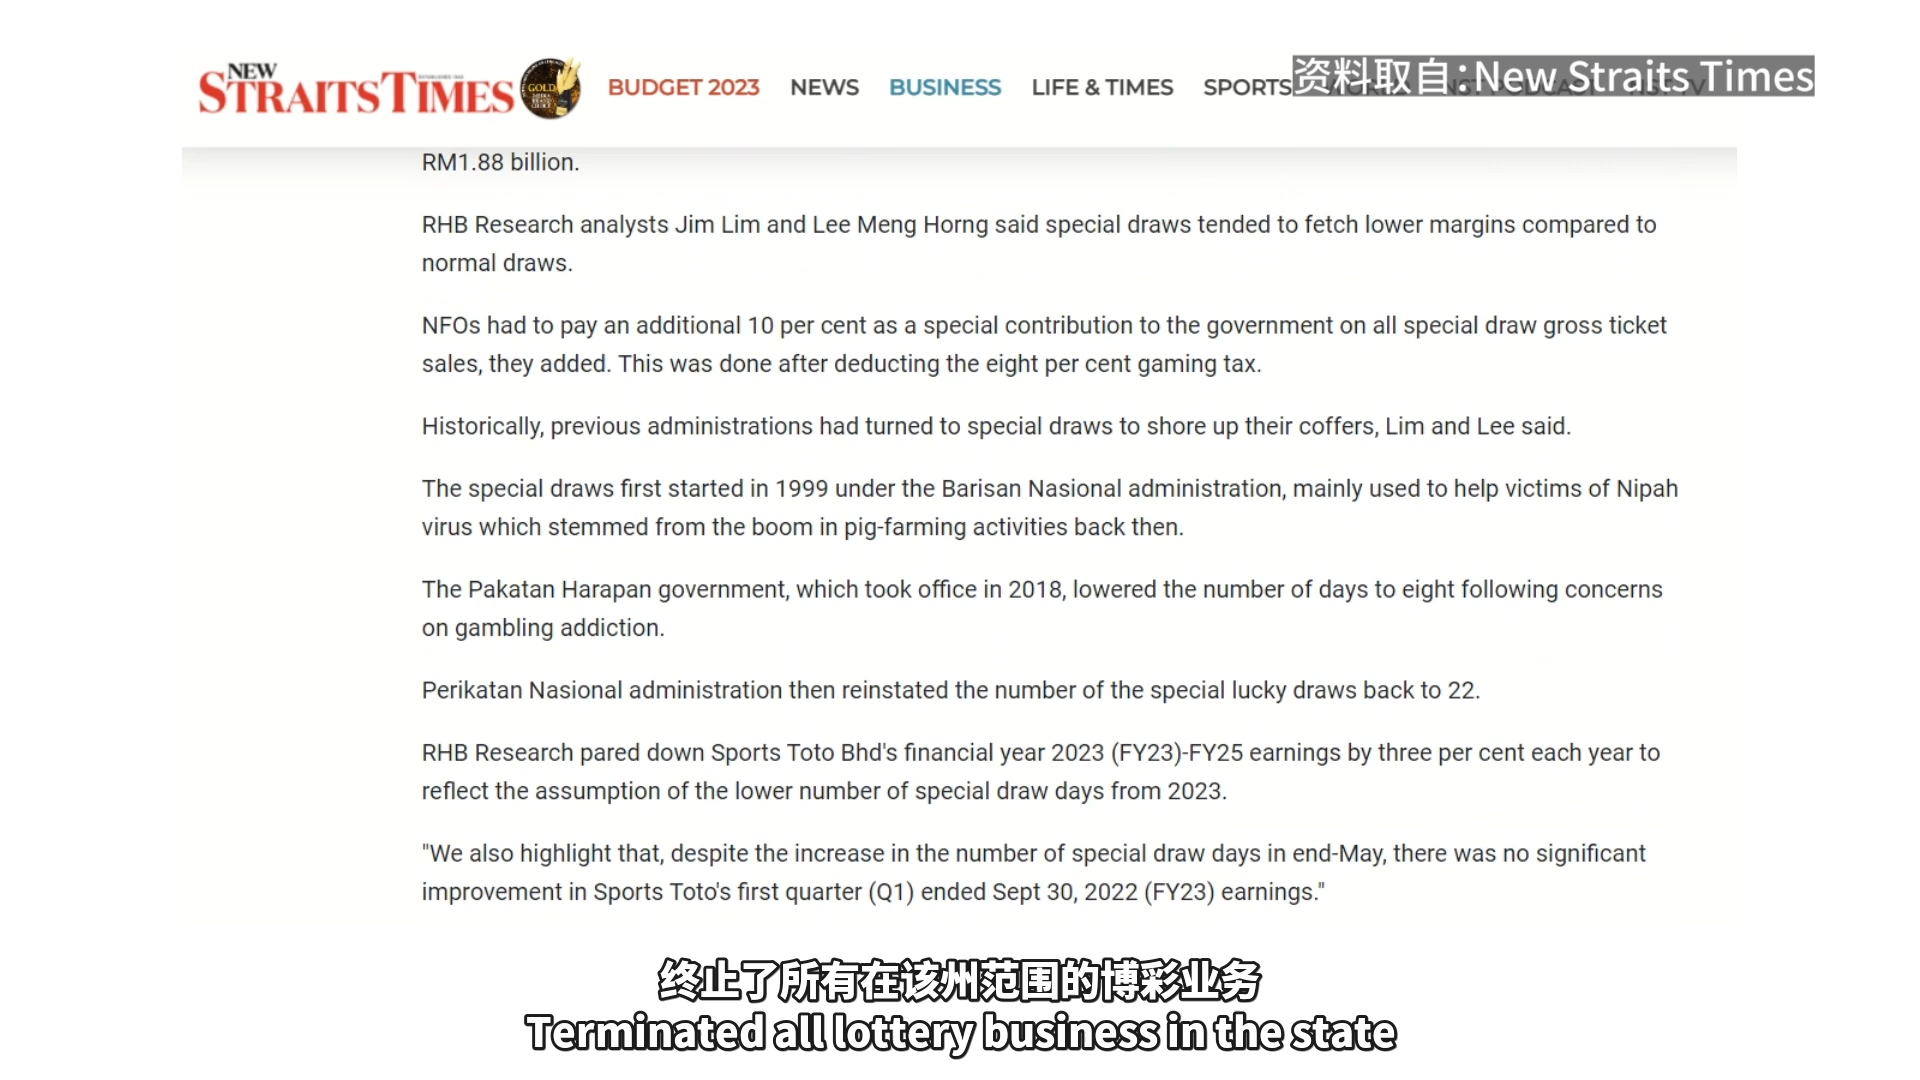 NEW
STRAITS TIMES
GOLD
BUDGET 2023 NEWS BUSINESS LIFE & TIMES SPORTS
资料取自:New Straits Times
RM1.88 billion.
RHB Research analysts Jim Lim and Lee Meng Horng said special draws tended to fetch lower margins compared to
normal draws.
NFOs had to pay an additional 10 per cent as a special contribution to the government on all special draw gross ticket
sales, they added. This was done after deducting the eight per cent gaming tax.
Historically, previous administrations had turned to special draws to shore up their coffers, Lim and Lee said.
The special draws first started in 1999 under the Barisan Nasional administration, mainly used to help victims of Nipah
virus which stemmed from the boom in pig-farming activities back then.
The Pakatan Harapan government, which took office in 2018, lowered the number of days to eight following concerns
on gambling addiction.
Perikatan Nasional administration then reinstated the number of the special lucky draws back to 22.
RHB Research pared down Sports Toto Bhd's financial year 2023 (FY23)-FY25 earnings by three per cent each year to
reflect the assumption of the lower number of special draw days from 2023.
"We also highlight that, despite the increase in the number of special draw days in end-May, there was no significant
improvement in Sports Toto's first quarter (Q1) ended Sept 30, 2022 (FY23) earnings."
终止了所有在该州范围的博彩业务
Terminated all lottery business in the state